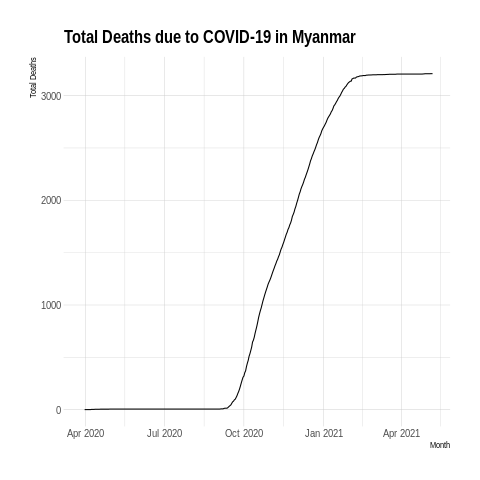 Total Deaths due to COVID-19 in Myanmar
Total Deaths
3000
2000
1000
0
Apr 2020 Jul 2020 Oct 2020 Jan 2021 Apr 2021
Month